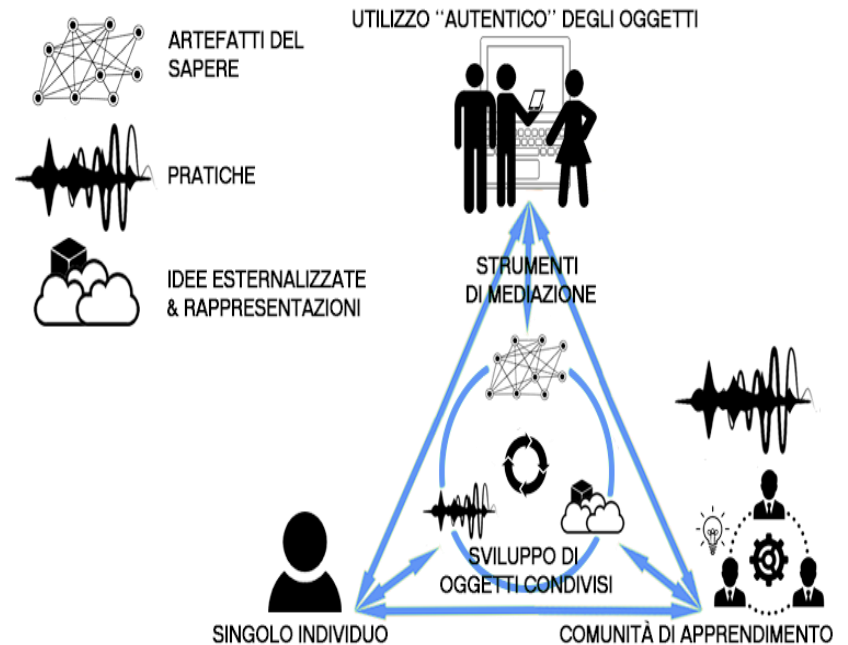 UTILIZZO “AUTENTICO” DEGLI OGGETTI
ARTEFATTI DEL
SAPERE
PRATICHE
IDEE ESTERNALIZZATE
& RAPPRESENTAZIONI
STRUMENTI
DI MEDIAZIONE
SVILUPPO DI
OGGETTI CONDIVISI
SINGOLO INDIVIDUO
COMUNITÀ DI APPRENDIMENTO